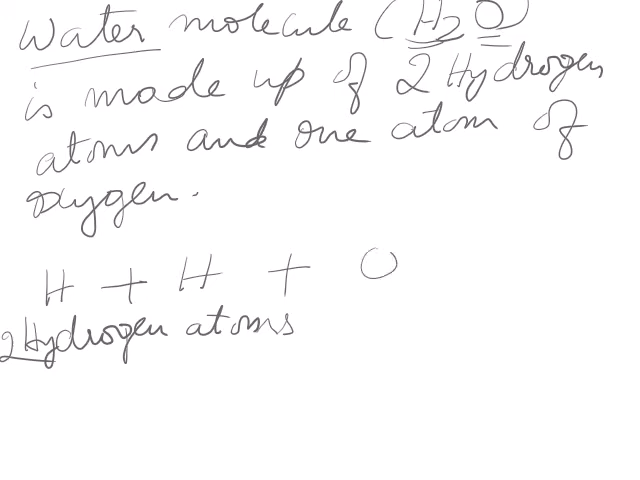 Water molecule (H2O)
is made up of 2 Hydrogen
atoms and one atom of
oxygen.
H + H + O
2 Hydrogen atoms